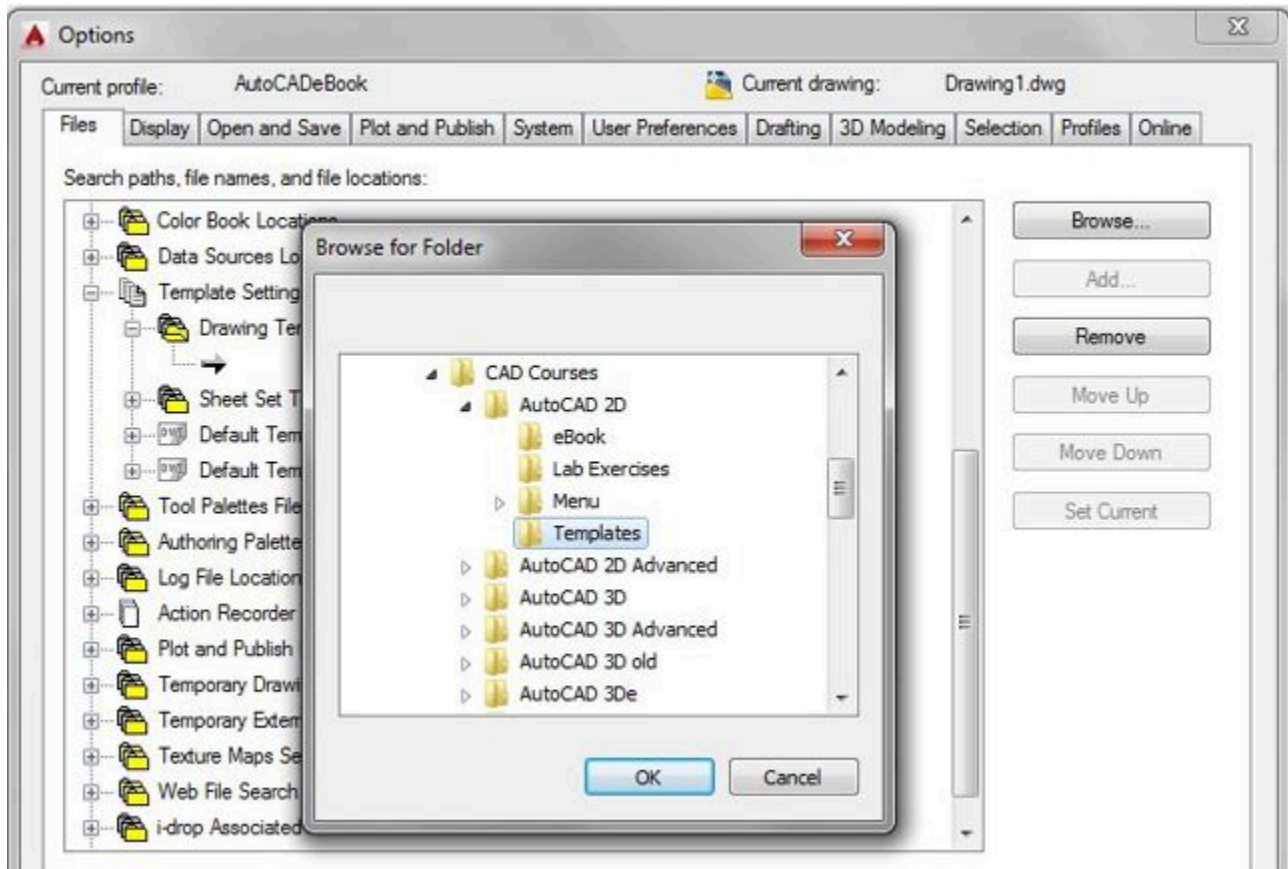 Options
Current profile: AutoCADeBook Current drawing: Drawing1.dwg
Files Display Open and Save Plot and Publish System User Preferences Drafting 3D Modeling Selection Profiles Online
Search paths, file names, and file locations:
Color Book Locations
Data Sources Lo
Template Setting
Drawing Ter
Sheet Set T
Default Tem
Default Tem
Tool Palettes File
Authoring Palette
Log File Location
Action Recorder
Plot and Publish
Temporary Drawi
Temporary Extern
Texture Maps Se
Web File Search
i-drop Associated
Browse for Folder
CAD Courses
AutoCAD 2D
eBook
Lab Exercises
Menu
Templates
AutoCAD 2D Advanced
AutoCAD 3D
AutoCAD 3D Advanced
AutoCAD 3D old
AutoCAD 3De
OK Cancel
Browse...
Add...
Remove
Move Up
Move Down
Set Current